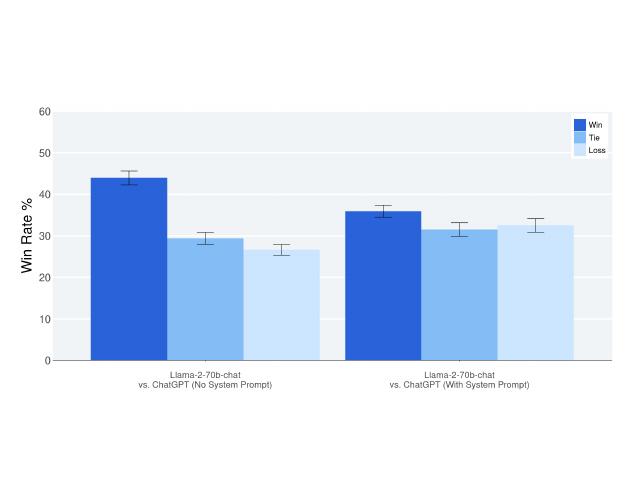 60
50
40
30
20
10
0
Win Rate %
Win
Tie
Loss
Llama-2-70b-chat
vs. ChatGPT (No System Prompt)
Llama-2-70b-chat
vs. ChatGPT (With System Prompt)